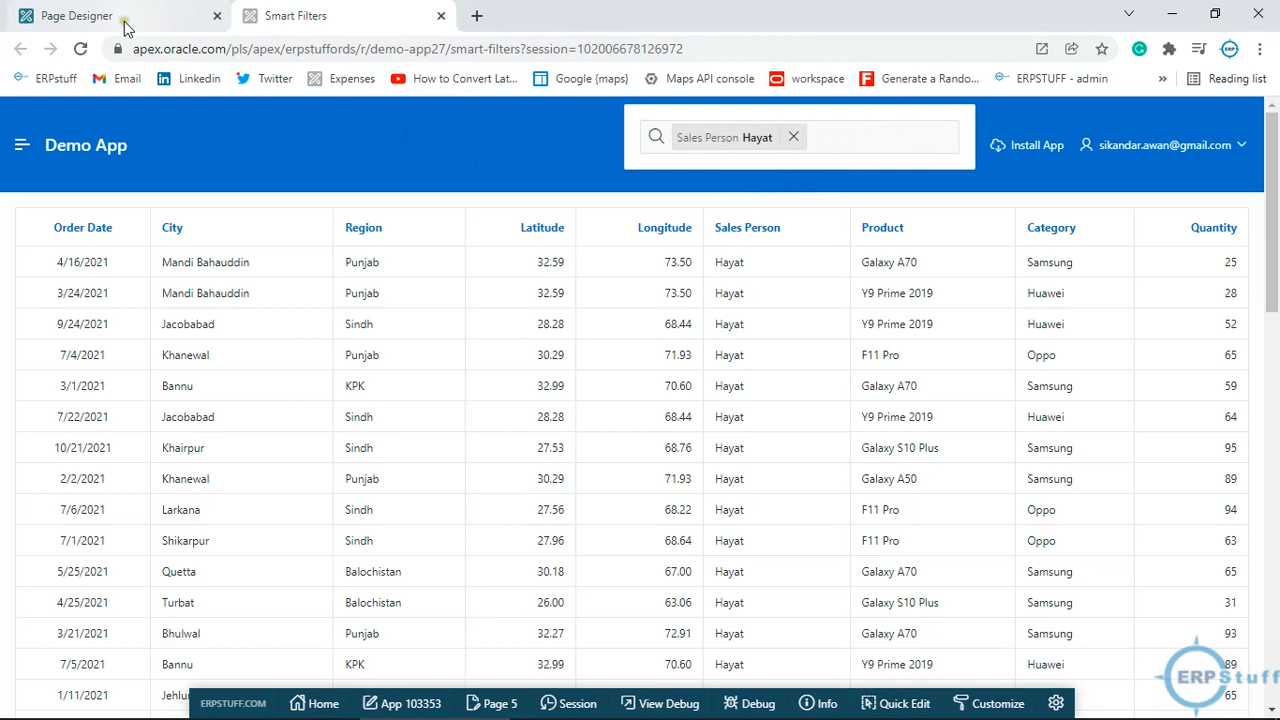 Page Designer
Smart Filters
apex.oracle.com/pls/apex/erpstuffords/r/demo-app27/smart-filters?session=102006678126972
ERPstuff Email Linkedin Twitter Expenses How to Convert Lat... Google {maps} Maps API console workspace Generate a Rando... ERPSTUFF - admin » Reading list
Demo App
Sales Person Hayat
Install App
sikandar.awan@gmail.com
Order Date City Region Latitude Longitude Sales Person Product Category Quantity
4/16/2021 Mandi Bahauddin Punjab 32.59 73.50 Hayat Galaxy A70 Samsung 25
3/24/2021 Mandi Bahauddin Punjab 32.59 73.50 Hayat Y9 Prime 2019 Huawei 28
9/24/2021 Jacobabad Sindh 28.28 68.44 Hayat Y9 Prime 2019 Huawei 52
7/4/2021 Khanewal Punjab 30.29 71.93 Hayat F11 Pro Oppo 65
3/1/2021 Bannu KPK 32.99 70.60 Hayat Galaxy A70 Samsung 59
7/22/2021 Jacobabad Sindh 28.28 68.44 Hayat Y9 Prime 2019 Huawei 64
10/21/2021 Khairpur Sindh 27.53 68.76 Hayat Galaxy S10 Plus Samsung 95
2/2/2021 Khanewal Punjab 30.29 71.93 Hayat Galaxy A50 Samsung 89
7/6/2021 Larkana Sindh 27.56 68.22 Hayat F11 Pro Oppo 94
7/1/2021 Shikarpur Sindh 27.96 68.64 Hayat F11 Pro Oppo 63
5/25/2021 Quetta Balochistan 30.18 67.00 Hayat Galaxy A70 Samsung 65
4/25/2021 Turbat Balochistan 26.00 63.06 Hayat Galaxy S10 Plus Samsung 31
3/21/2021 Bhulwal Punjab 32.27 72.91 Hayat Galaxy A70 Samsung 93
7/5/2021 Bannu KPK 32.99 70.60 Hayat Y9 Prime 2019 Huawei 89
1/11/2021 65
ERPStuff
ERPSTUFF.COM Home App 103353 Page 5 Session View Debug Debug Info Quick Edit Customize